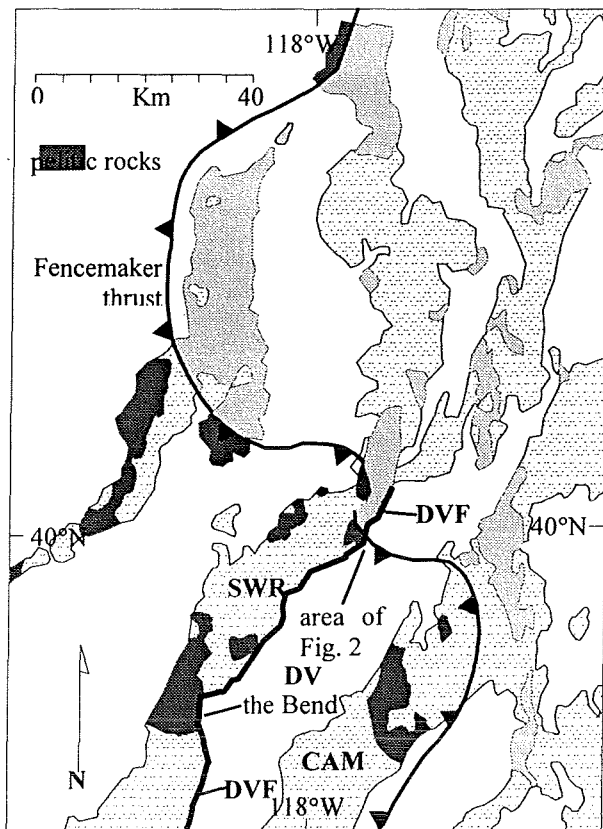 118°W
0 Km 40
pelitic rocks
Fencemaker
thrust
DVF
40°N
40°N
SWR
area of
Fig. 2
DV
the Bend
CAM
N
DVF
118°W